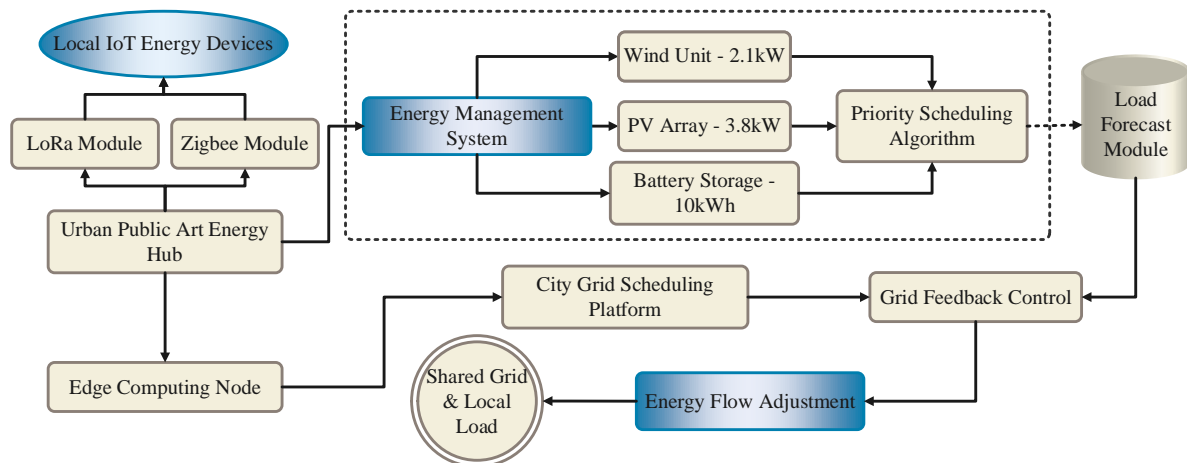 Local IoT Energy Devices
LoRa Module
Zigbee Module
Urban Public Art Energy
Hub
Edge Computing Node
Energy Management
System
Wind Unit - 2.1kW
PV Array - 3.8kW
Battery Storage -
10kWh
Priority Scheduling
Algorithm
Load
Forecast
Module
City Grid Scheduling
Platform
Grid Feedback Control
Shared Grid
& Local
Load
Energy Flow Adjustment